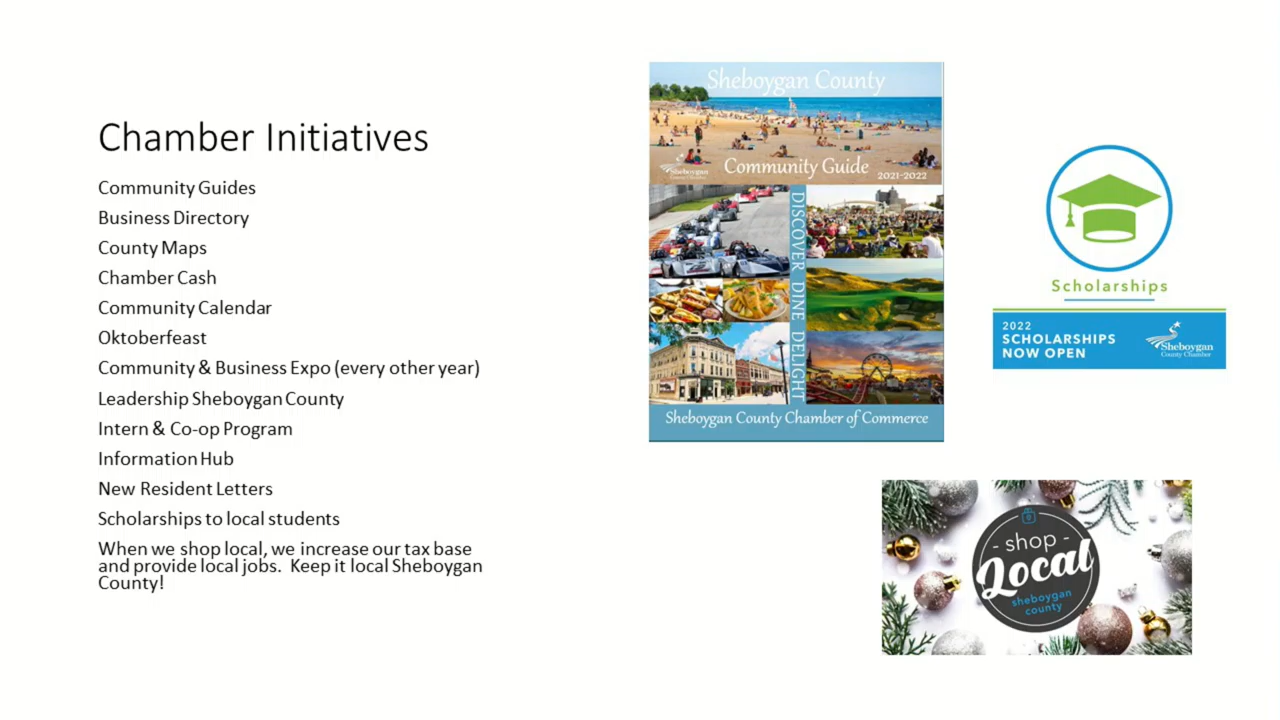 Chamber Initiatives
Community Guides
Business Directory
County Maps
Chamber Cash
Community Calendar
Oktoberfeast
Community & Business Expo (every other year)
Leadership Sheboygan County
Intern & Co-op Program
Information Hub
New Resident Letters
Scholarships to local students
When we shop local, we increase our tax base
and provide local jobs. Keep it local Sheboygan
County!
Sheboygan County
Sheboygan
County Chamber
Community Guide
2021-2022
DISCOVER DINE DELIGHT
Sheboygan County Chamber of Commerce
Scholarships
2022
SCHOLARSHIPS
NOW OPEN
Sheboygan
County Chamber
- shop -
Local
sheboygan
county